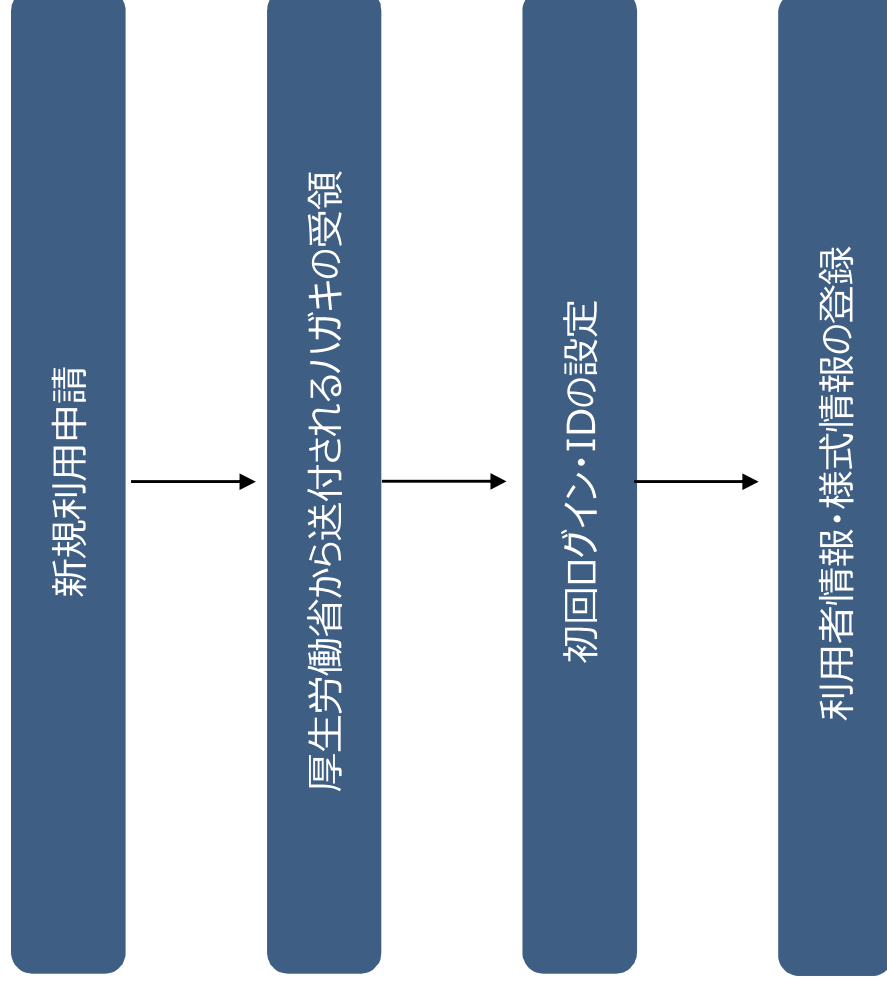 新規利用申請
厚生労働省から送付されるハガキの受領
初回ログイン・IDの設定
利用者情報・様式情報の登録